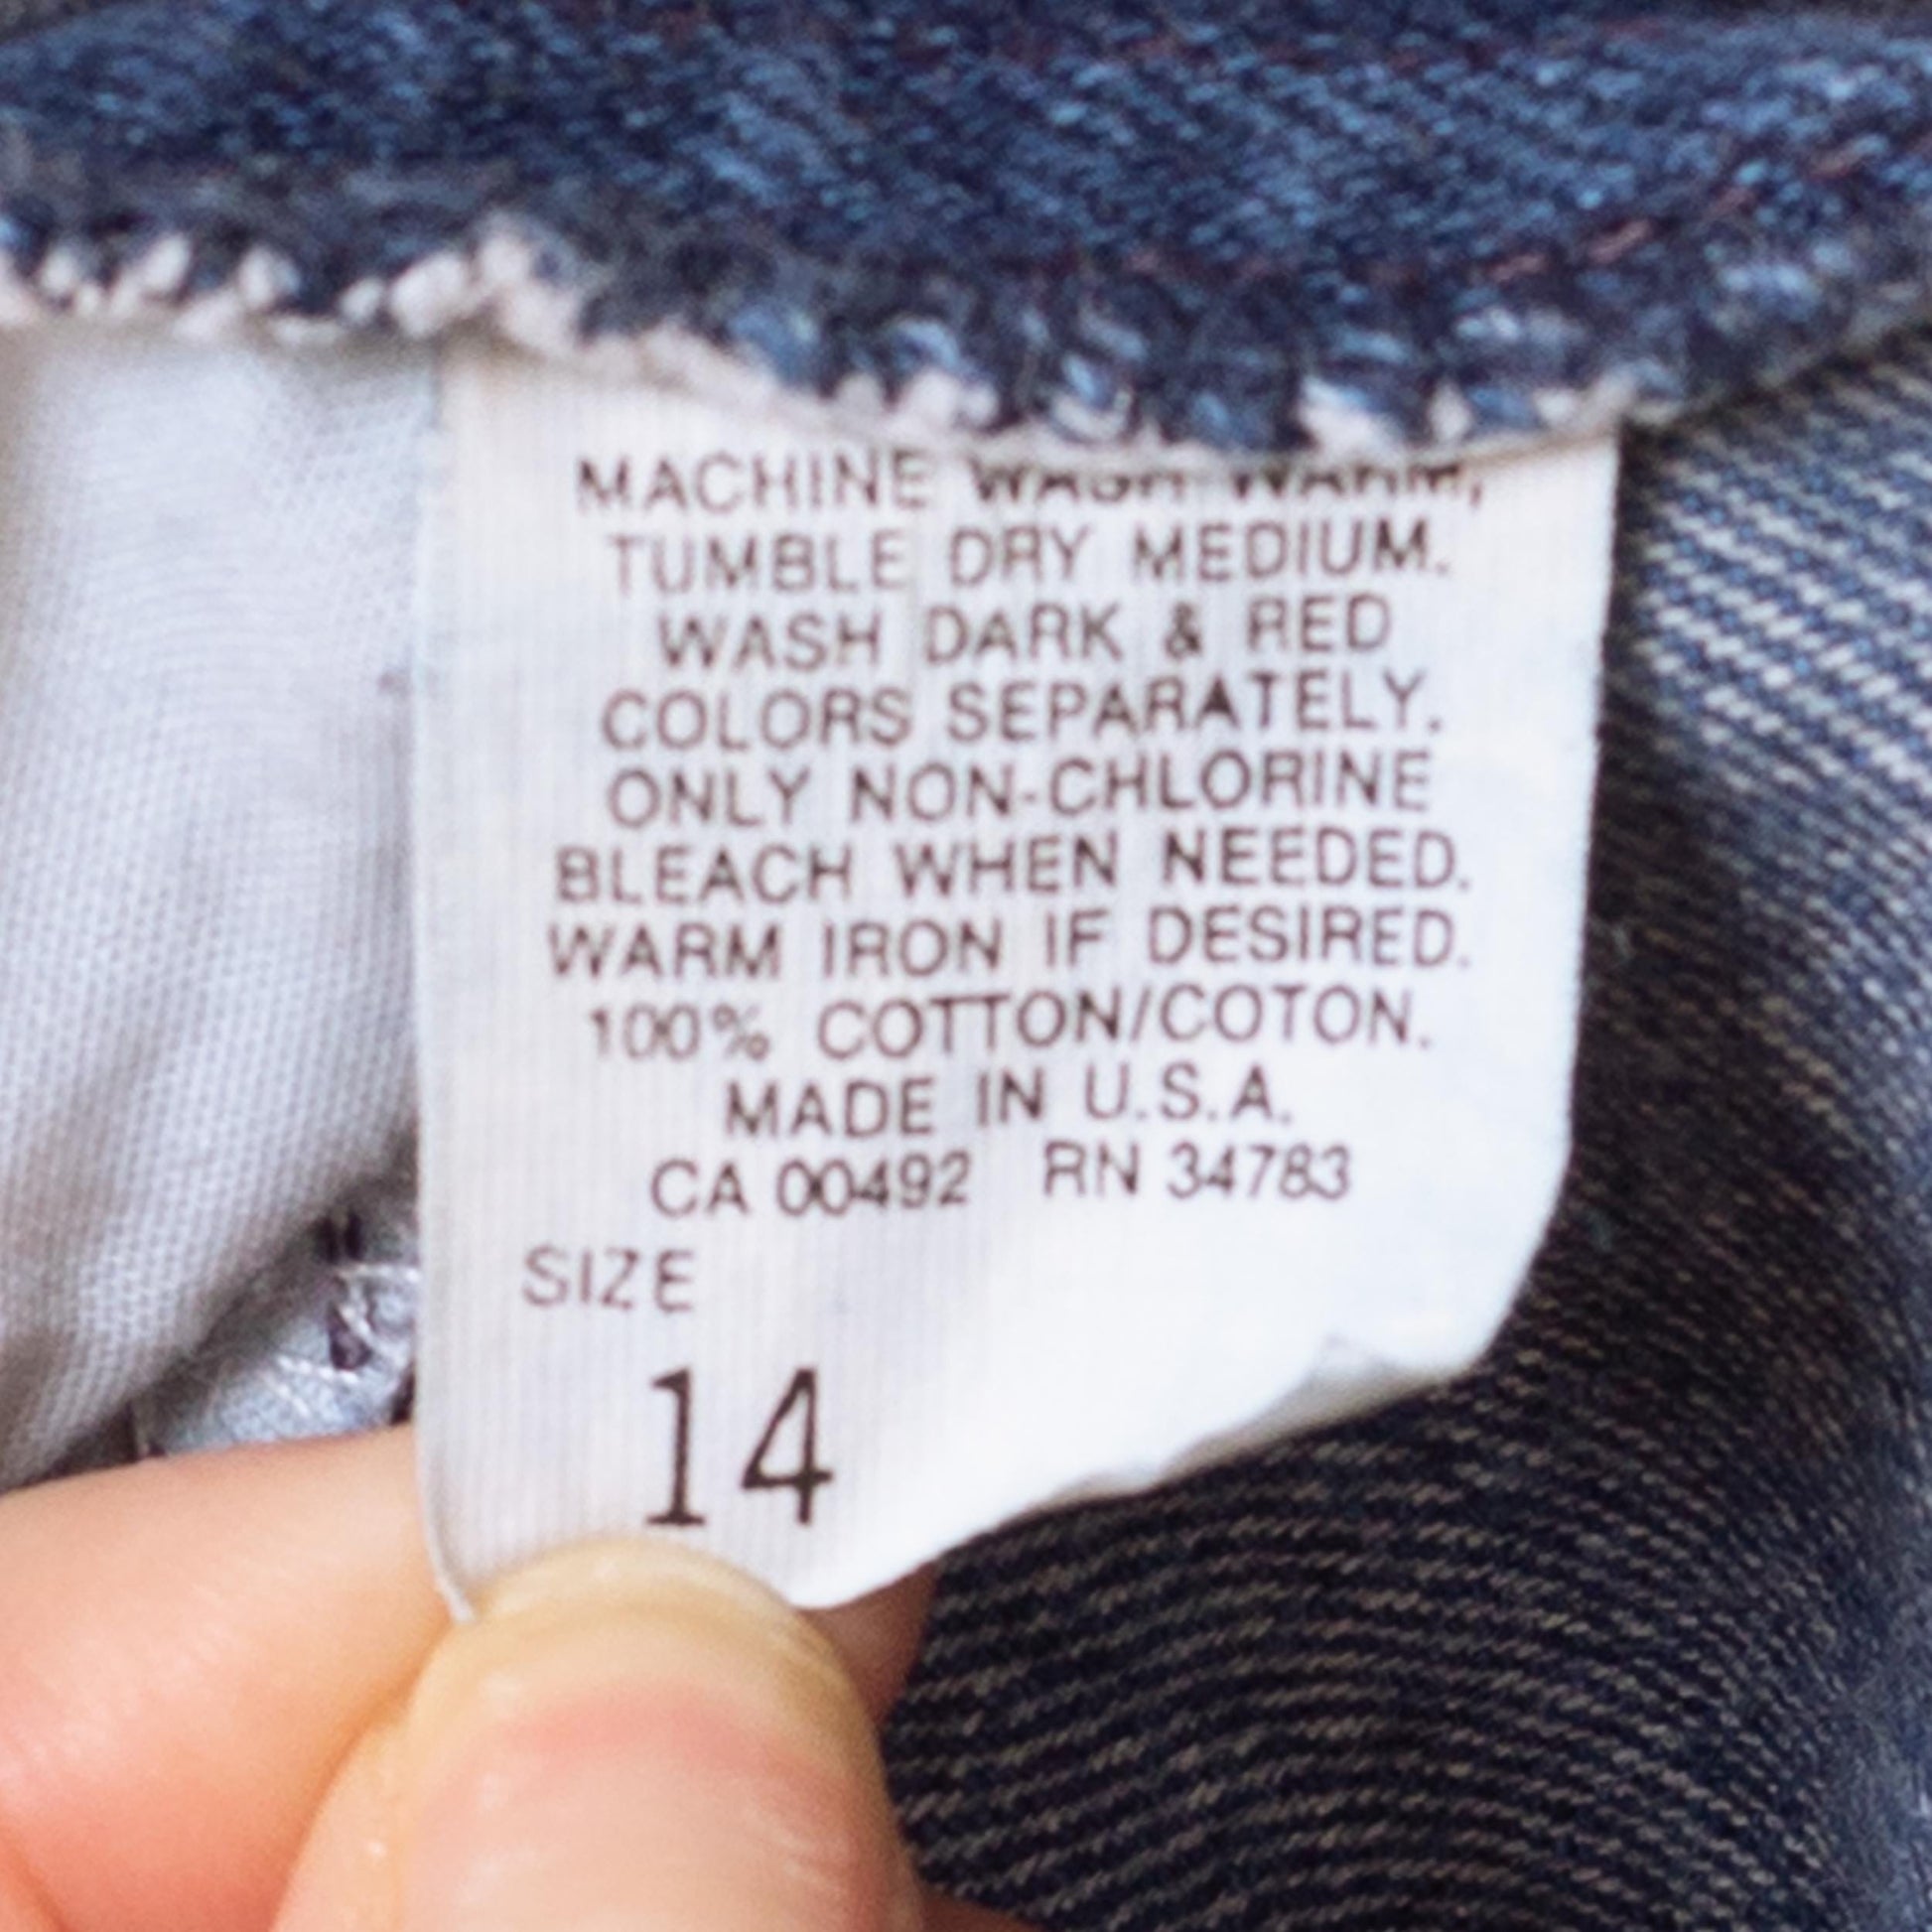 MACHINE WASH WARM,
TUMBLE DRY MEDIUM.
WASH DARK & RED
COLORS SEPARATELY.
ONLY NON-CHLORINE
BLEACH WHEN NEEDED.
WARM IRON IF DESIRED.
100% COTTON/COTON.
MADE IN U.S.A.
CA 00492 RN 34783
SIZE
14